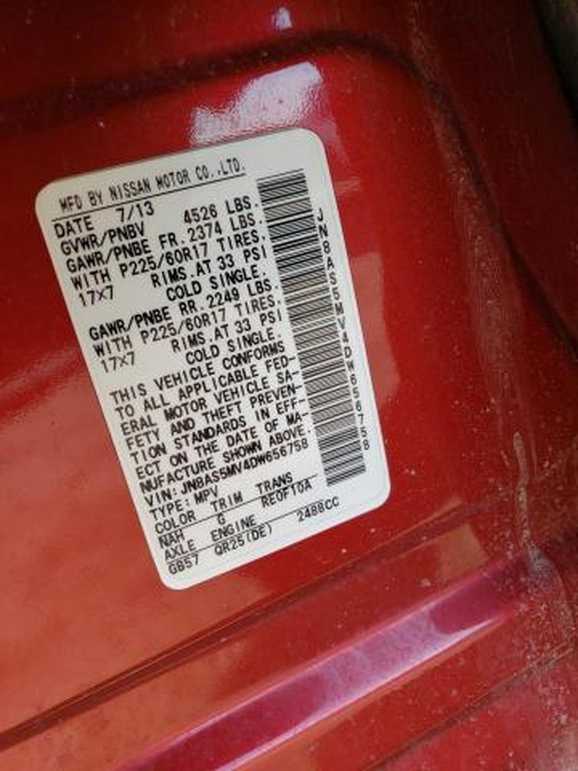 MFD BY NISSAN MOTOR CO.,LTD.
DATE 7/13
GVWR/PNBV 4526 LBS.
GAWR/PNBE FR. 2374 LBS.
WITH P225/60R17 TIRES,
17x7 RIMS.AT 33 PSI
COLD SINGLE.
GAWR/PNBE RR. 2249 LBS.
WITH P225/60R17 TIRES,
17x7 RIMS.AT 33 PSI
COLD SINGLE.
THIS VEHICLE CONFORMS
TO ALL APPLICABLE FED-
ERAL MOTOR VEHICLE SA-
FETY AND THEFT PREVEN-
TION STANDARDS IN EFF-
ECT ON THE DATE OF MA-
NUFACTURE SHOWN ABOVE.
VIN:JN8AS5MV4DW656758
TYPE:MPV
COLOR TRIM TRANS
NAH G RE0F10A
AXLE ENGINE
GB57 QR25(DE) 2488CC
JN8AS5MV4DW656758